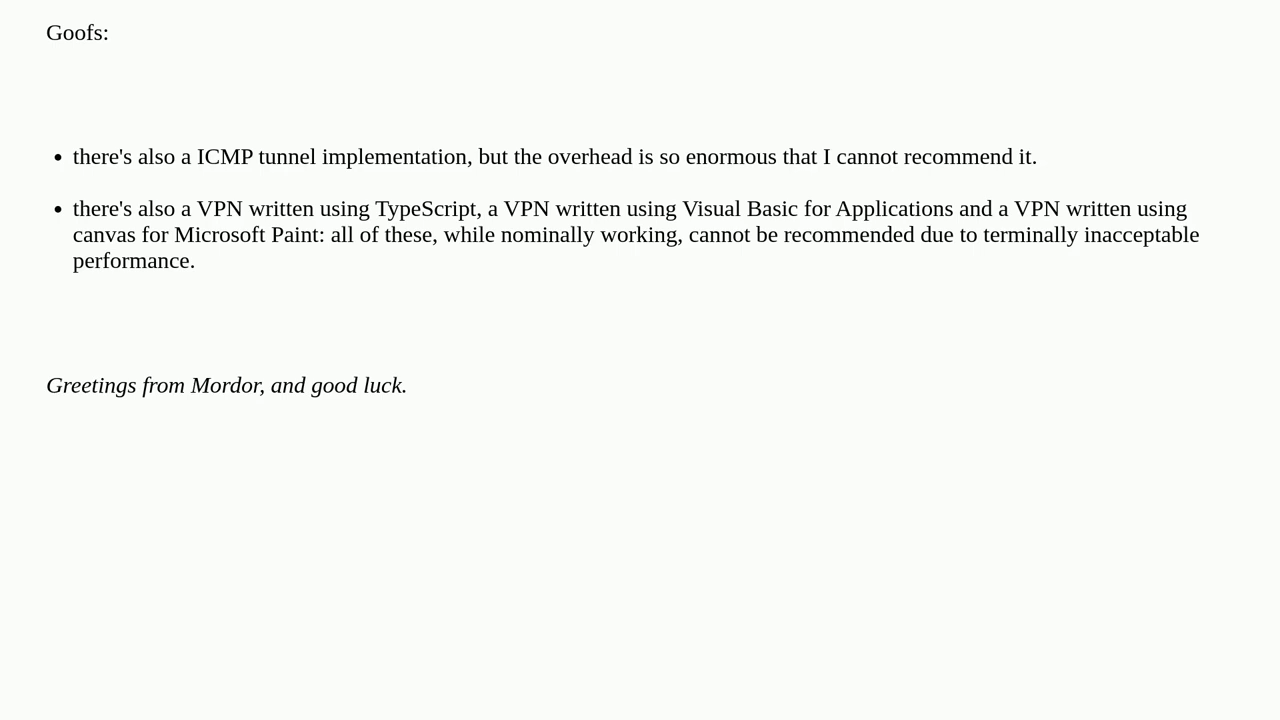 Goofs:
• there's also a ICMP tunnel implementation, but the overhead is so enormous that I cannot recommend it.
• there's also a VPN written using TypeScript, a VPN written using Visual Basic for Applications and a VPN written using
canvas for Microsoft Paint: all of these, while nominally working, cannot be recommended due to terminally inacceptable
performance.
Greetings from Mordor, and good luck.